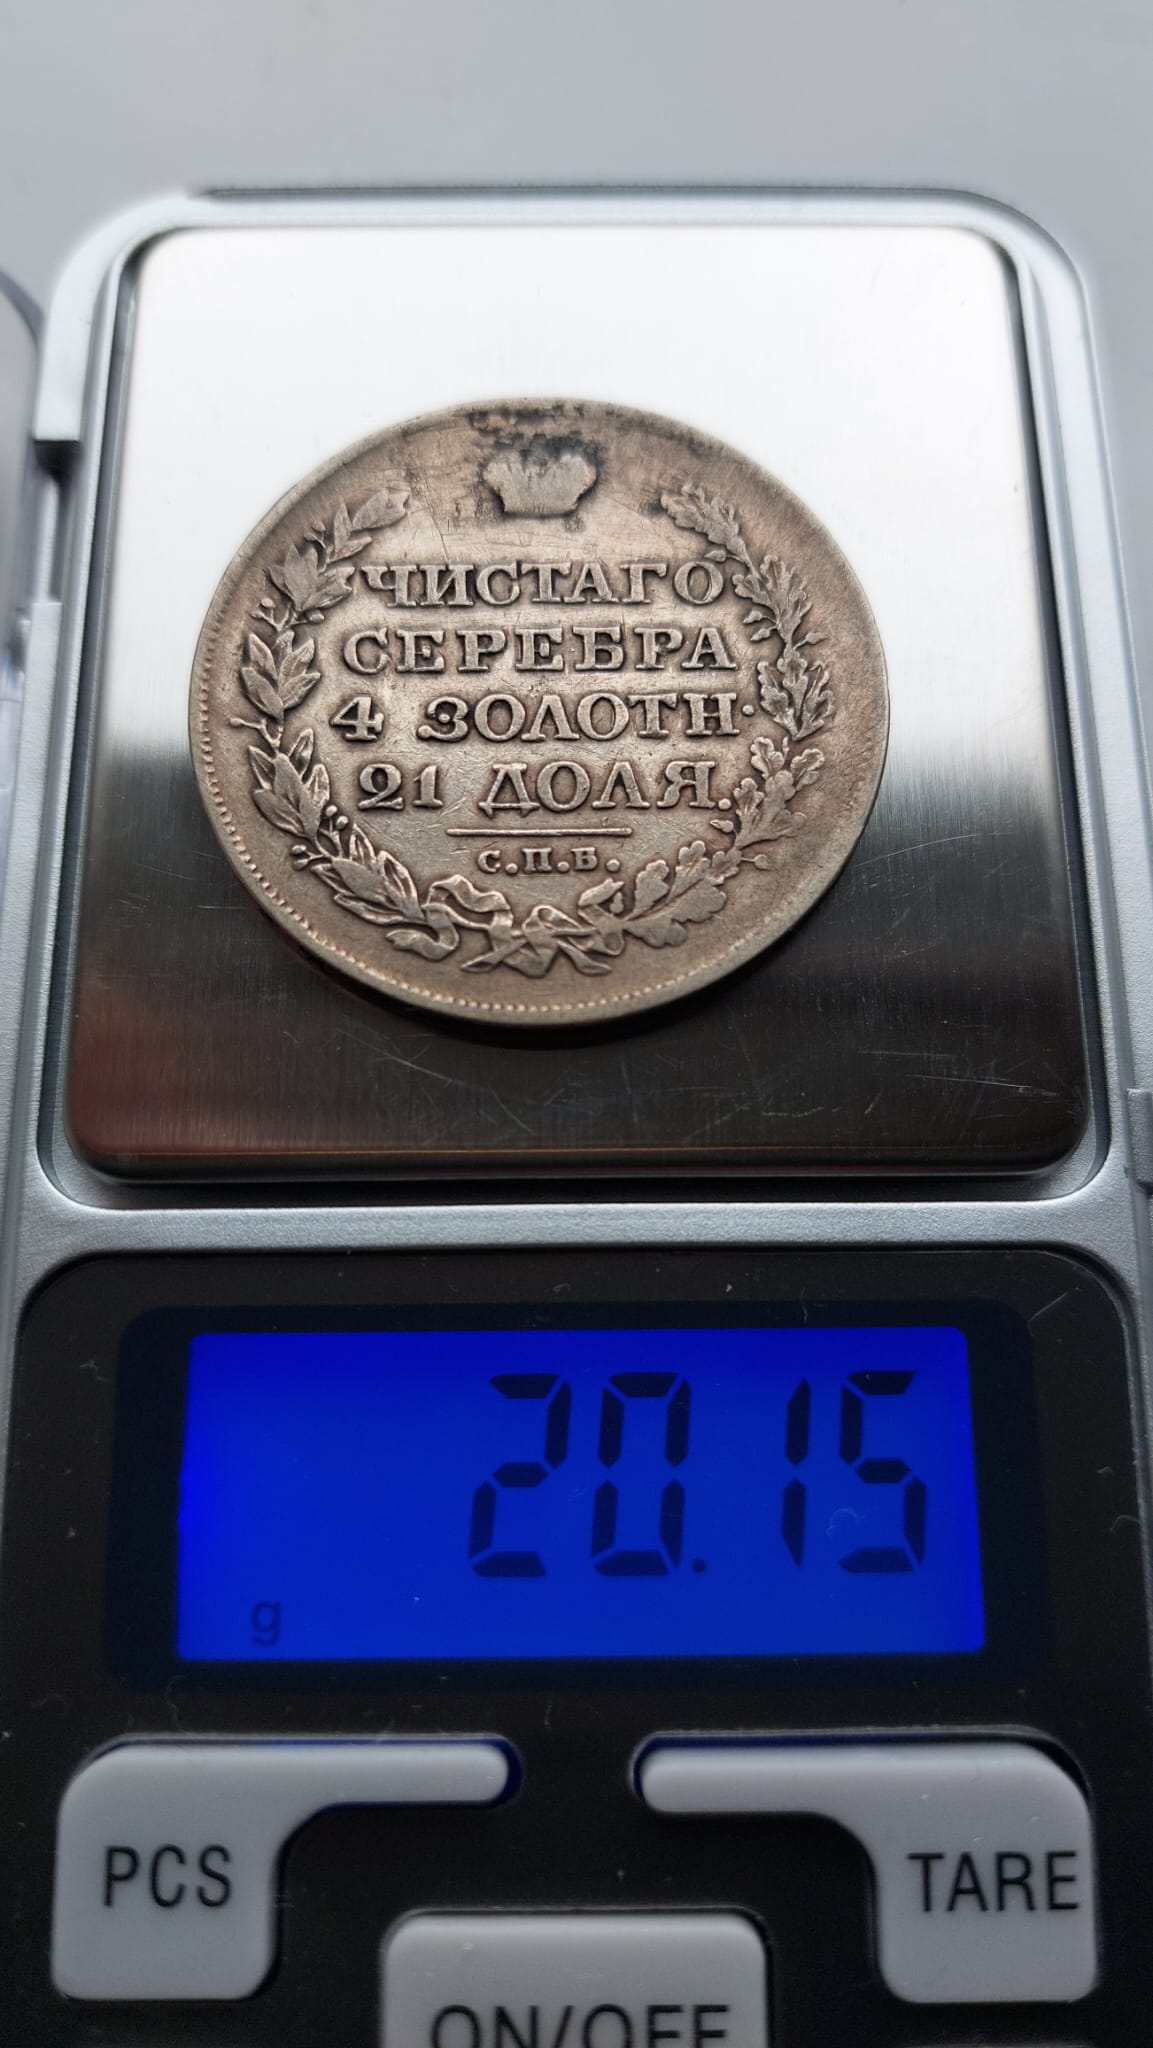 ЧИСТАГО
СЕРЕБРА
4 ЗОЛОТН·
21 ДОЛЯ.
С.П.Б.
20.15
g
PCS
TARE
ON/OFF